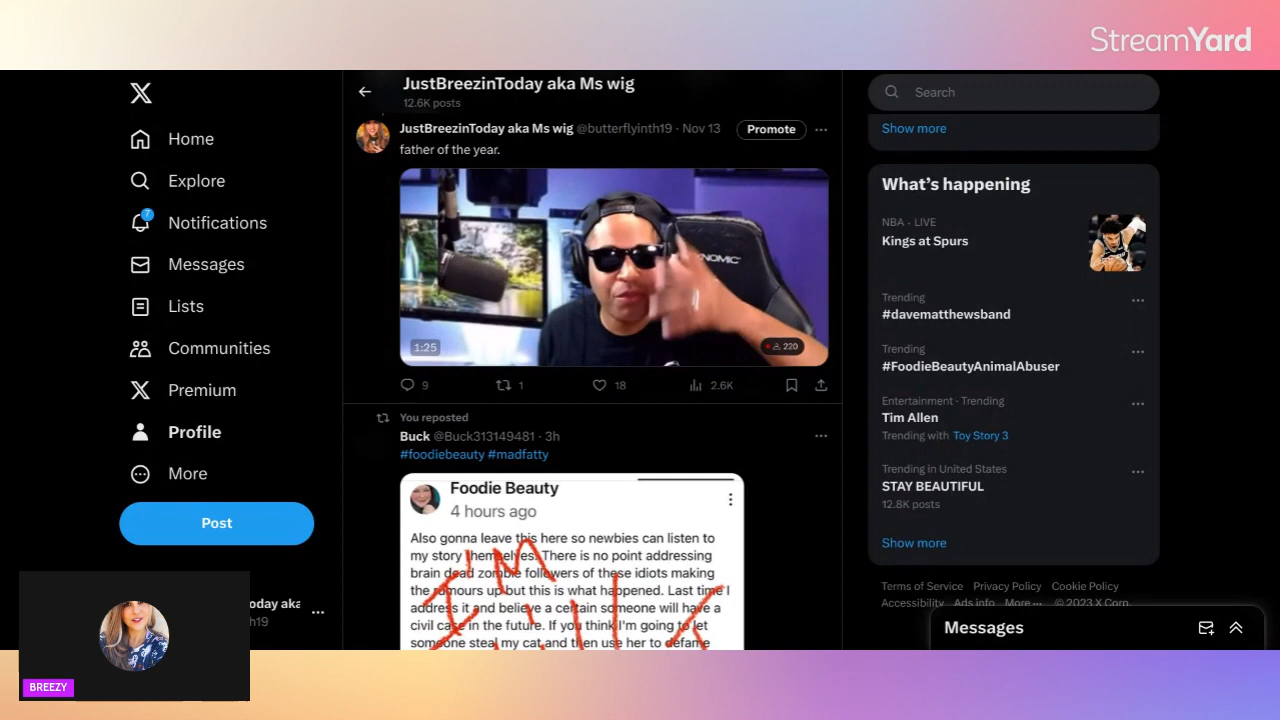 StreamYard
JustBreezinToday aka Ms wig
12.6K posts
Home
Explore
7
Notifications
Messages
Lists
Communities
Premium
Profile
More
Post
oday aka
h19
BREEZY
JustBreezinToday aka Ms wig @butterflyinth19 · Nov 13
Promote
father of the year.
NOMIC
1:25
220
9
1
18
2.6K
You reposted
Buck @Buck313149481 · 3h
#foodiebeauty #madfatty
Foodie Beauty
4 hours ago
Also gonna leave this here so newbies can listen to
my story themselves. There is no point addressing
brain dead zombie followers of these idiots making
the rumours up but this is what happened. Last time I
address it and believe a certain someone will have a
civil case in the future. If you think I'm going to let
someone steal my cat and then use her to defame
I'M
Search
Show more
What's happening
NBA · LIVE
Kings at Spurs
Trending
#davematthewsband
Trending
#FoodieBeautyAnimalAbuser
Entertainment · Trending
Tim Allen
Trending with Toy Story 3
Trending in United States
STAY BEAUTIFUL
12.8K posts
Show more
Terms of Service Privacy Policy Cookie Policy
Accessibility Ads info More ··· © 2023 X Corp.
Messages